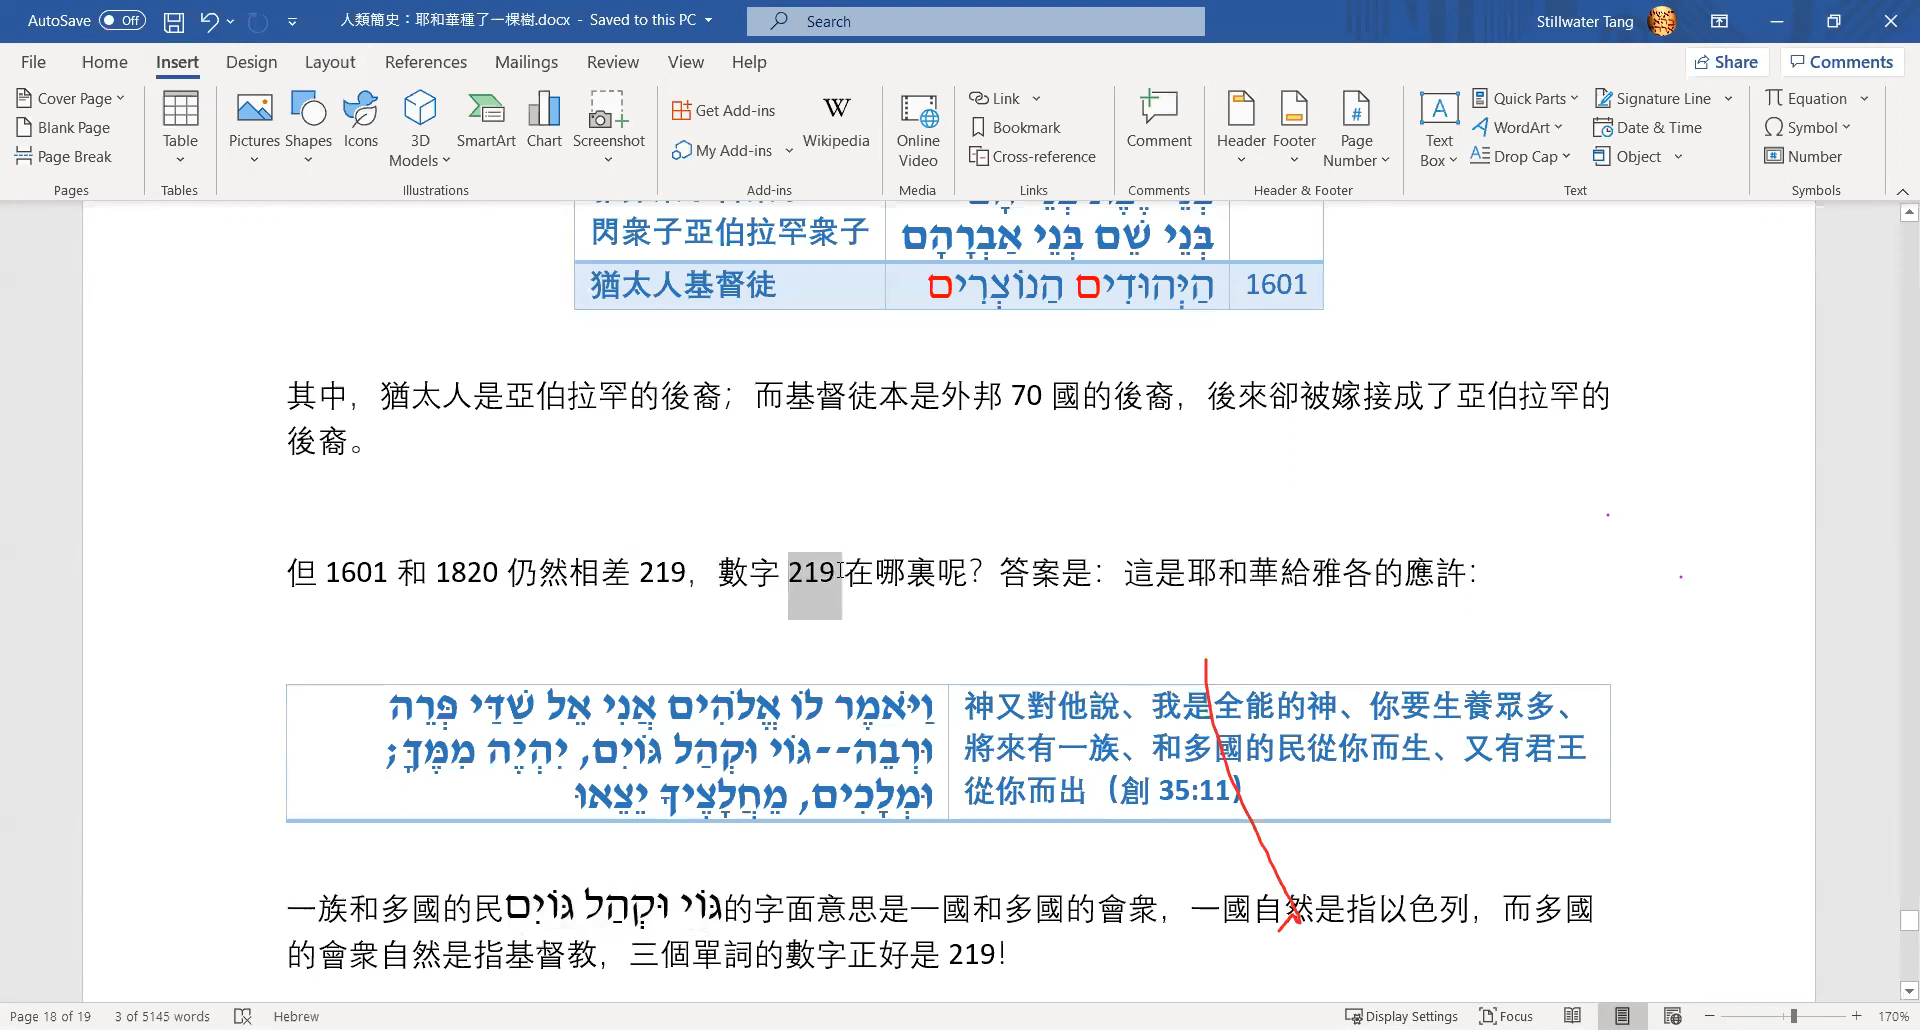 AutoSave Off 人類簡史：耶和華種了一棵樹.docx - Saved to this PC Search Stillwater Tang
File Home Insert Design Layout References Mailings Review View Help Share Comments
Cover Page
Blank Page
Page Break
Pages
Table
Tables
Pictures Shapes Icons 3D Models SmartArt Chart Screenshot
Illustrations
Get Add-ins
My Add-ins
Wikipedia
Add-ins
Online Video
Media
Link
Bookmark
Cross-reference
Links
Comment
Comments
Header Footer Page Number
Header & Footer
Text Box
Quick Parts
WordArt
Drop Cap
Signature Line
Date & Time
Object
Text
Equation
Symbol
Number
Symbols
閃衆子亞伯拉罕衆子 בְּנֵי שֵׁם בְּנֵי אַבְרָהָם
猶太人基督徒 הַיְּהוּדִים הַנוֹצְרִים 1601
其中，猶太人是亞伯拉罕的後裔；而基督徒本是外邦 70 國的後裔，後來卻被嫁接成了亞伯拉罕的
後裔。
但 1601 和 1820 仍然相差 219，數字 219 在哪裏呢？答案是：這是耶和華給雅各的應許：
וַיֹּאמֶר לוֹ אֱלֹהִים אֲנִי אֵל שַׁדַּי פְּרֵה
וּרְבֵה--גּוֹי וּקְהַל גּוֹיִם, יִהְיֶה מִמֶּךָּ;
וּמְלָכִים, מֵחֲלָצֶיךָ יֵצֵאוּ
神又對他說、我是全能的神、你要生養眾多、
將來有一族、和多國的民從你而生、又有君王
從你而出（創 35:11）
一族和多國的民גּוֹי וּקְהַל גּוֹיִם的字面意思是一國和多國的會衆，一國自然是指以色列，而多國
的會衆自然是指基督教，三個單詞的數字正好是 219！
Page 18 of 19 3 of 5145 words Hebrew Display Settings Focus 170%